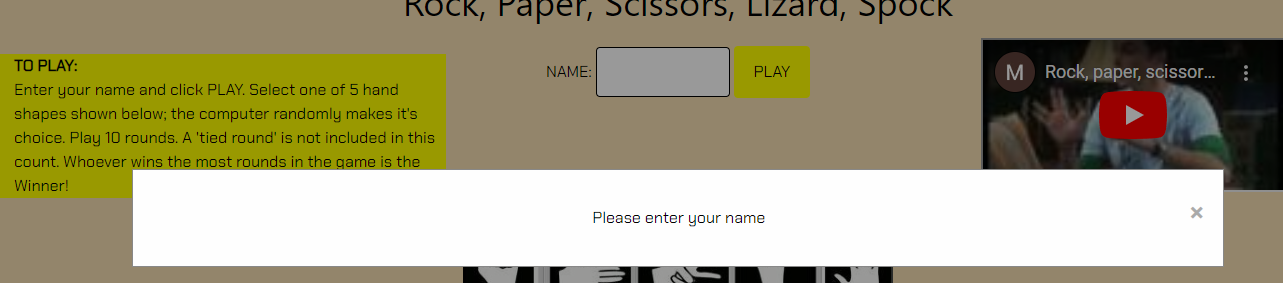 Rock, Paper, Scissors, Lizard, Spock
TO PLAY:
Enter your name and click PLAY. Select one of 5 hand
shapes shown below; the computer randomly makes it's
choice. Play 10 rounds. A 'tied round' is not included in this
count. Whoever wins the most rounds in the game is the
Winner!
NAME:
PLAY
M
Rock, paper, scissor...
Please enter your name
×